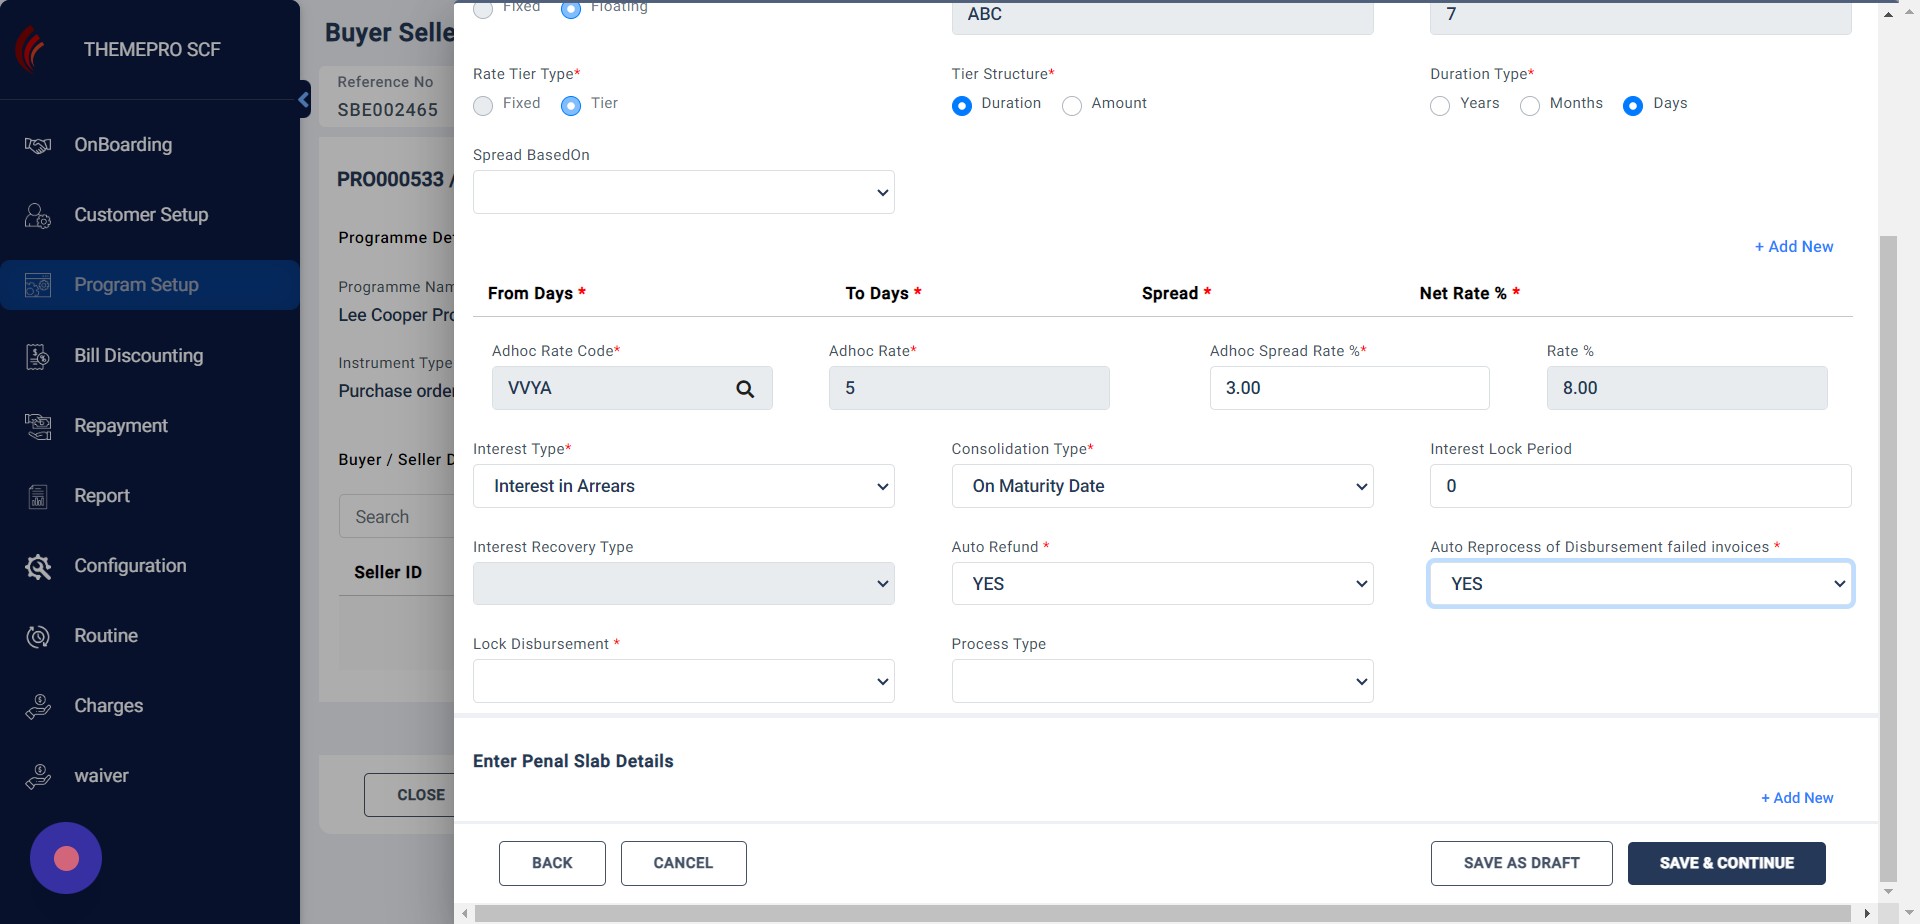 THEMEPRO SCF
OnBoarding
Customer Setup
Program Setup
Bill Discounting
Repayment
Report
Configuration
Routine
Charges
waiver
Buyer Selle
Reference No
SBE002465
PRO000533 /
Programme De
Programme Nam
Lee Cooper Pro
Instrument Type
Purchase order
Buyer / Seller D
Search
Seller ID
CLOSE
Fixed Floating
ABC
7
Rate Tier Type*
Fixed Tier
Tier Structure*
Duration Amount
Duration Type*
Years Months Days
Spread BasedOn
+ Add New
From Days * To Days * Spread * Net Rate % *
Adhoc Rate Code* Adhoc Rate* Adhoc Spread Rate %* Rate %
VVYA 5 3.00 8.00
Interest Type* Consolidation Type* Interest Lock Period
Interest in Arrears On Maturity Date 0
Interest Recovery Type Auto Refund * Auto Reprocess of Disbursement failed invoices *
YES YES
Lock Disbursement * Process Type
Enter Penal Slab Details
+ Add New
BACK CANCEL SAVE AS DRAFT SAVE & CONTINUE